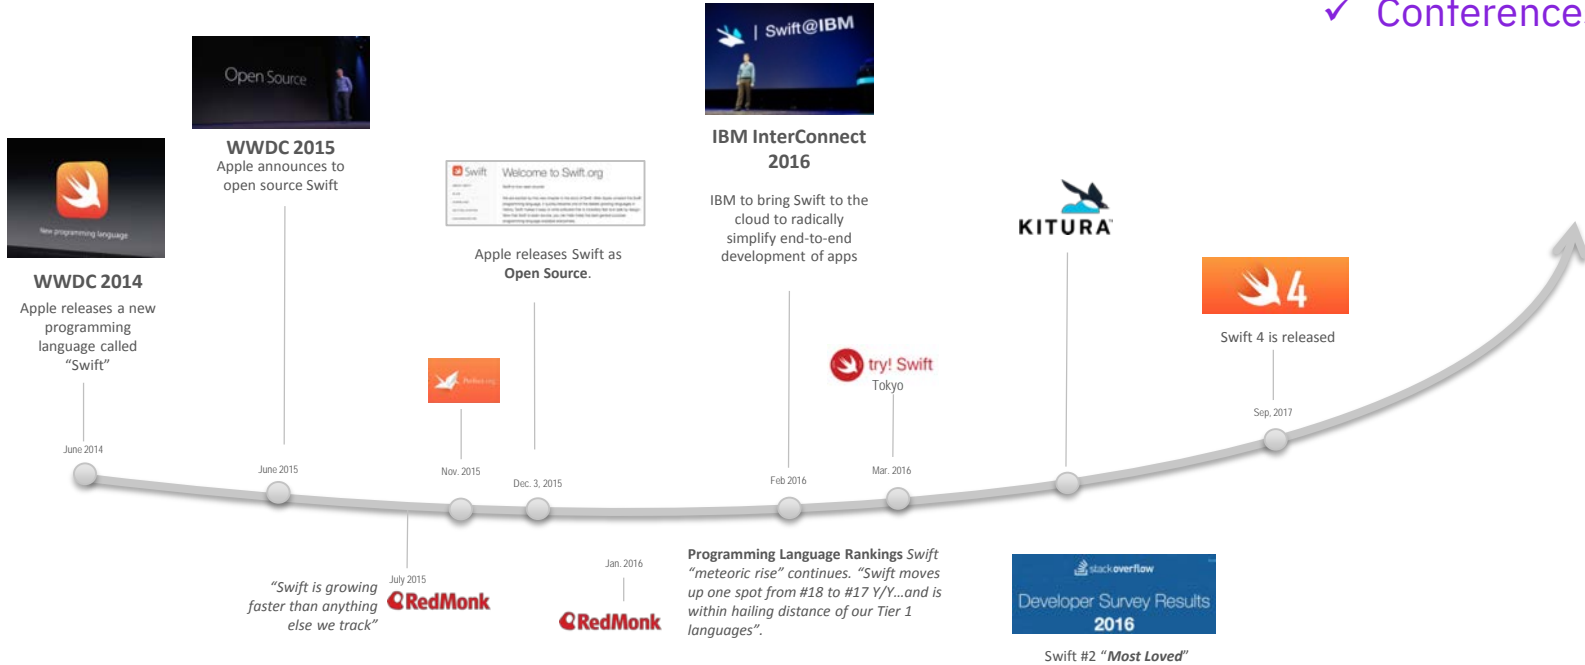 ✓ Conferences
Swift@IBM
Open Source
IBM InterConnect
2016
WWDC 2015
Apple announces to
open source Swift
Swift
Welcome to Swift.org
New programming language
IBM to bring Swift to the
cloud to radically
simplify end-to-end
development of apps
KITURA
Apple releases Swift as
Open Source.
WWDC 2014
Apple releases a new
programming
language called
“Swift”
4
Swift 4 is released
try! Swift
Tokyo
Perfect.org
Sep, 2017
June 2014
June 2015
Nov. 2015
Dec. 3, 2015
Feb 2016
Mar. 2016
“Swift is growing
faster than anything
else we track”
July 2015
RedMonk
Jan. 2016
RedMonk
Programming Language Rankings Swift
“meteoric rise” continues. “Swift moves
up one spot from #18 to #17 Y/Y...and is
within hailing distance of our Tier 1
languages”.
stackoverflow
Developer Survey Results
2016
Swift #2 “Most Loved”